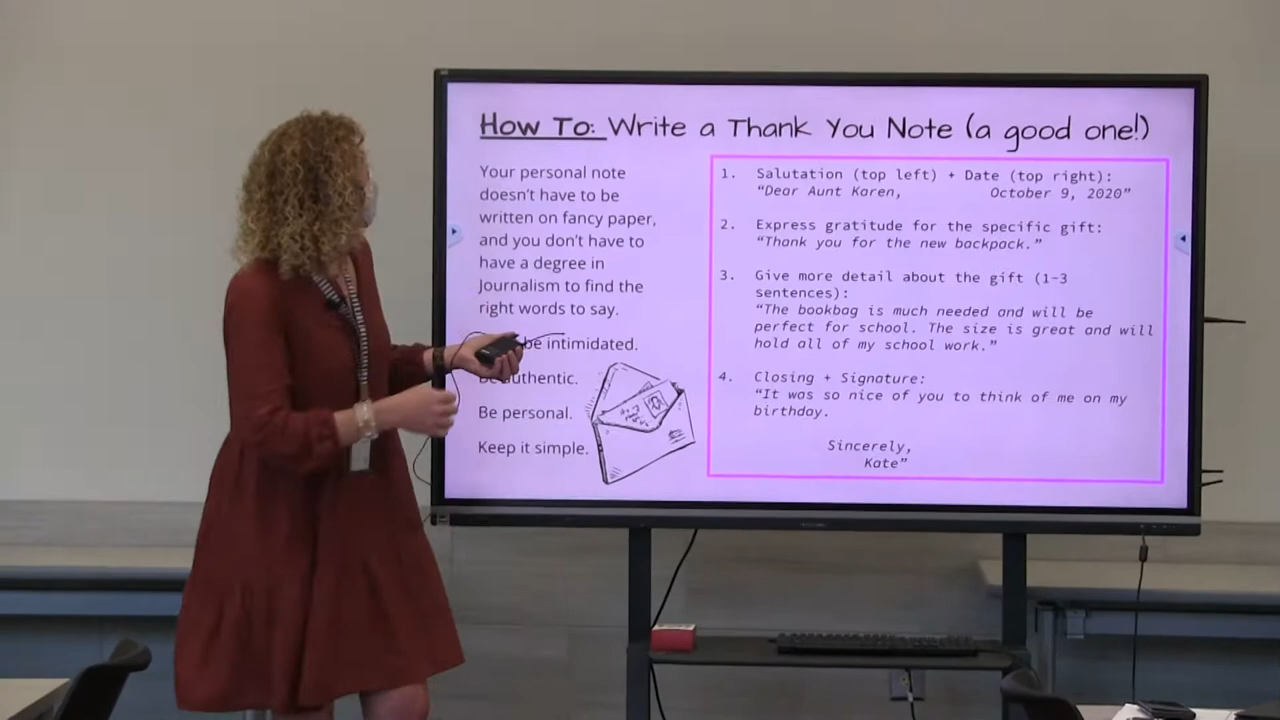 How To: Write a Thank You Note (a good one!)
Your personal note
doesn't have to be
written on fancy paper,
and you don't have to
have a degree in
Journalism to find the
right words to say.
be intimidated.
Be authentic.
Be personal.
Keep it simple.
1. Salutation (top left) + Date (top right):
“Dear Aunt Karen, October 9, 2020”
2. Express gratitude for the specific gift:
“Thank you for the new backpack.”
3. Give more detail about the gift (1-3
sentences):
“The bookbag is much needed and will be
perfect for school. The size is great and will
hold all of my school work.”
4. Closing + Signature:
“It was so nice of you to think of me on my
birthday.
Sincerely,
Kate”